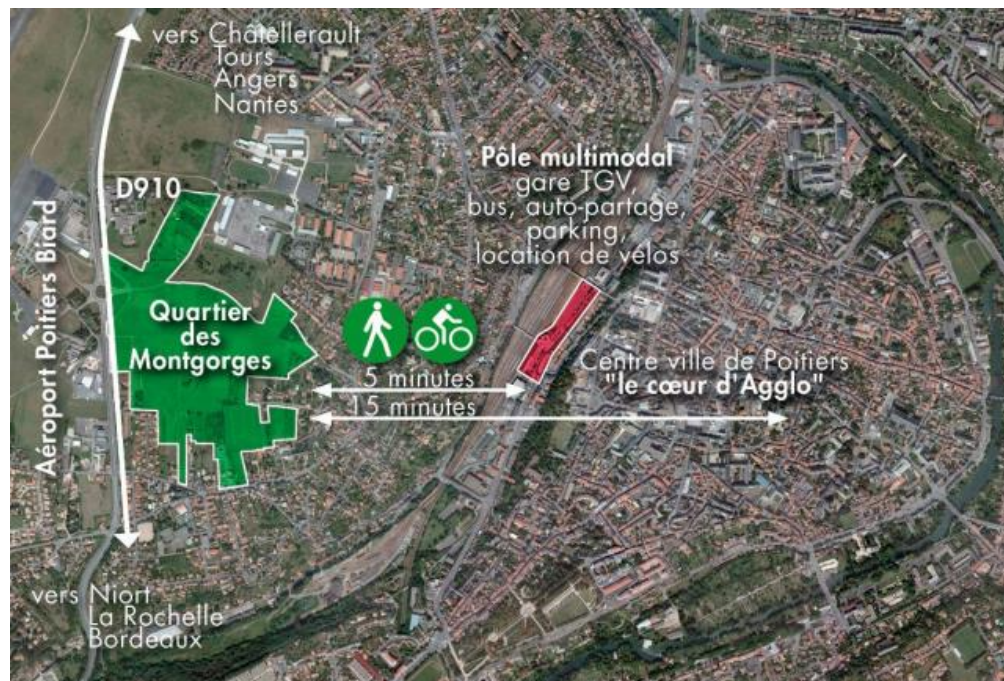 vers Châtellerault
Tours
Angers
Nantes
D910
Aéroport Poitiers Biard
Quartier
des
Montgorges
Pôle multimodal
gare TGV,
bus, auto-partage,
parking,
location de vélos
5 minutes
15 minutes
Centre ville de Poitiers
"le cœur d'Agglo"
vers Niort
La Rochelle
Bordeaux